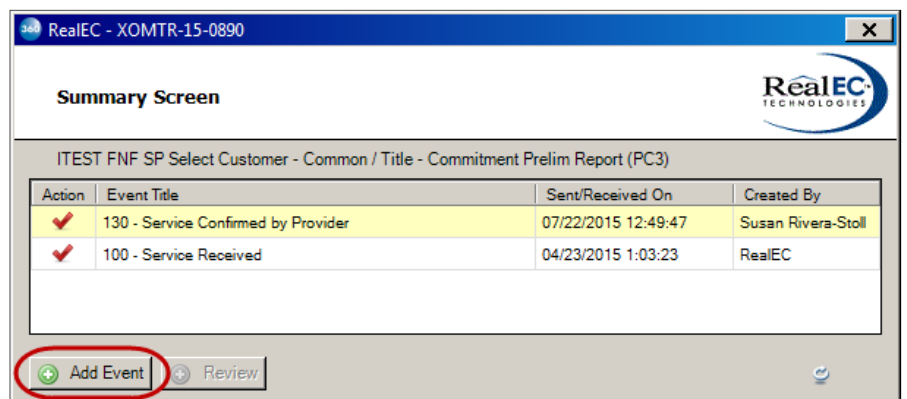 360 RealEC - XOMTR-15-0890
Summary Screen
RealEC
TECHNOLOGIES
ITEST FNF SP Select Customer - Common / Title - Commitment Prelim Report (PC3)
Action Event Title Sent/Received On Created By
130 - Service Confirmed by Provider 07/22/2015 12:49:47 Susan Rivera-Stoll
100 - Service Received 04/23/2015 1:03:23 RealEC
Add Event Review